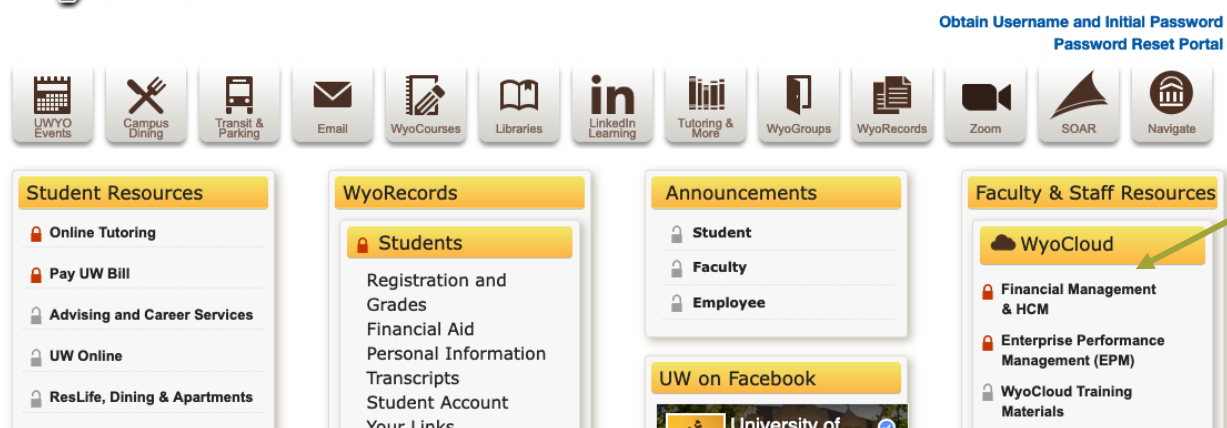 Obtain Username and Initial Password
Password Reset Portal
UWYO
Events
Campus
Dining
Transit &
Parking
Email
WyoCourses
Libraries
in
LinkedIn
Learning
Tutoring &
More
WyoGroups
WyoRecords
Zoom
SOAR
Navigate
Student Resources
Online Tutoring
Pay UW Bill
Advising and Career Services
UW Online
ResLife, Dining & Apartments
WyoRecords
Students
Registration and
Grades
Financial Aid
Personal Information
Transcripts
Student Account
Your Links
Announcements
Student
Faculty
Employee
UW on Facebook
University of
Faculty & Staff Resources
WyoCloud
Financial Management
& HCM
Enterprise Performance
Management (EPM)
WyoCloud Training
Materials